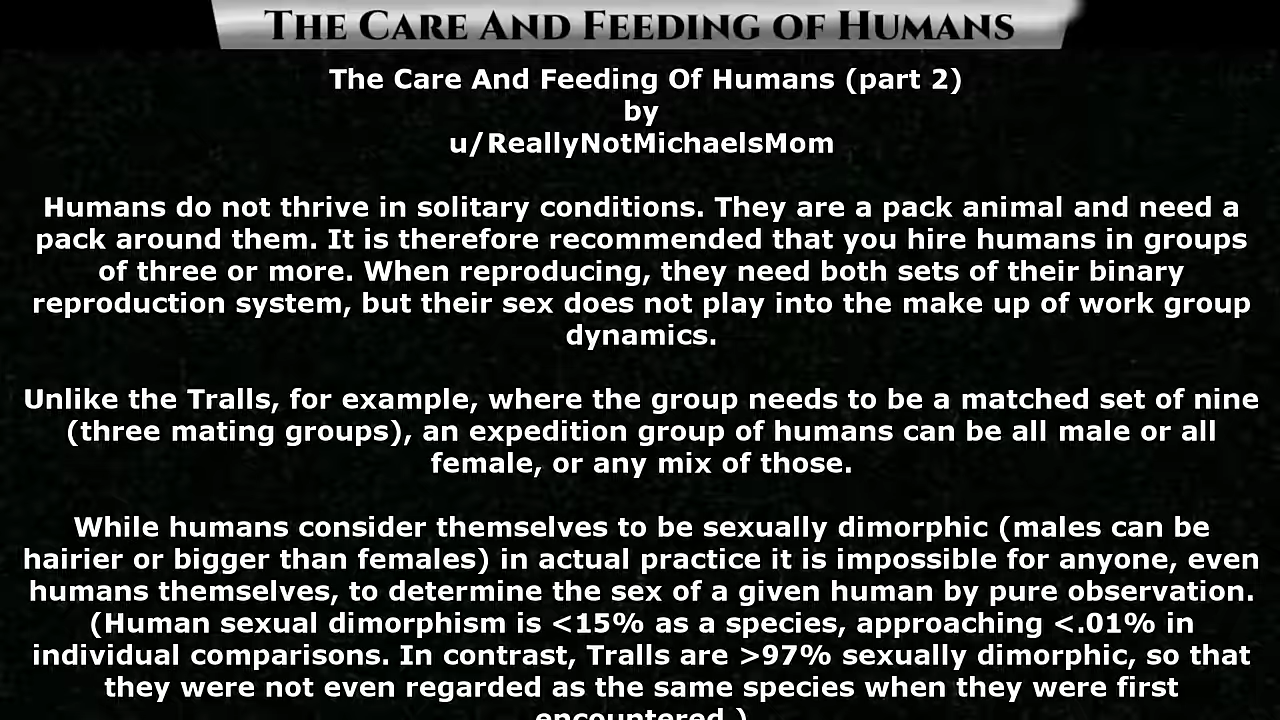 The Care And Feeding of Humans
The Care And Feeding Of Humans (part 2)
by
u/ReallyNotMichaelsMom
Humans do not thrive in solitary conditions. They are a pack animal and need a
pack around them. It is therefore recommended that you hire humans in groups
of three or more. When reproducing, they need both sets of their binary
reproduction system, but their sex does not play into the make up of work group
dynamics.
Unlike the Tralls, for example, where the group needs to be a matched set of nine
(three mating groups), an expedition group of humans can be all male or all
female, or any mix of those.
While humans consider themselves to be sexually dimorphic (males can be
hairier or bigger than females) in actual practice it is impossible for anyone, even
humans themselves, to determine the sex of a given human by pure observation.
(Human sexual dimorphism is <15% as a species, approaching <.01% in
individual comparisons. In contrast, Tralls are >97% sexually dimorphic, so that
they were not even regarded as the same species when they were first
encountered.)